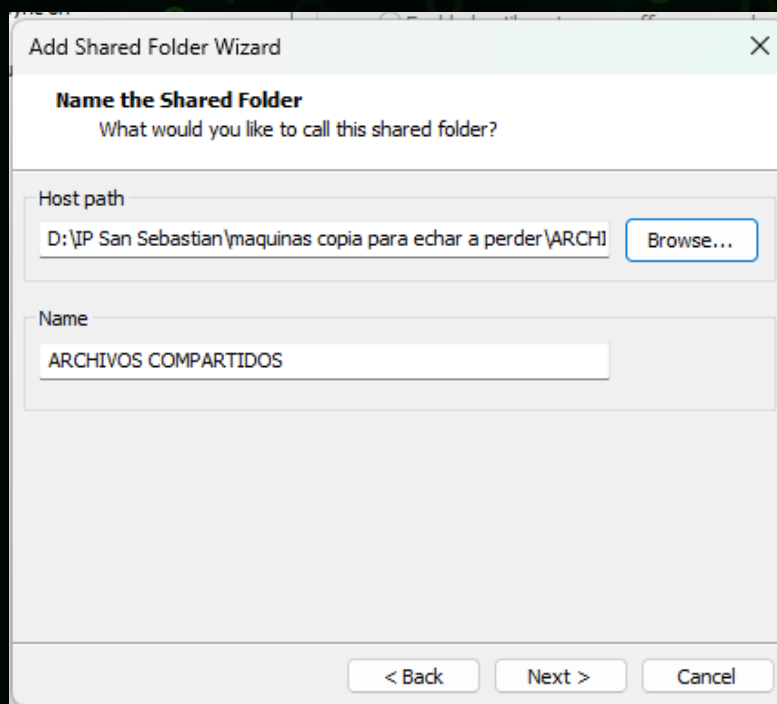 Add Shared Folder Wizard
Name the Shared Folder
What would you like to call this shared folder?
Host path
D:\IP San Sebastian\maquinas copia para echar a perder\ARCHI
Browse...
Name
ARCHIVOS COMPARTIDOS
< Back
Next >
Cancel